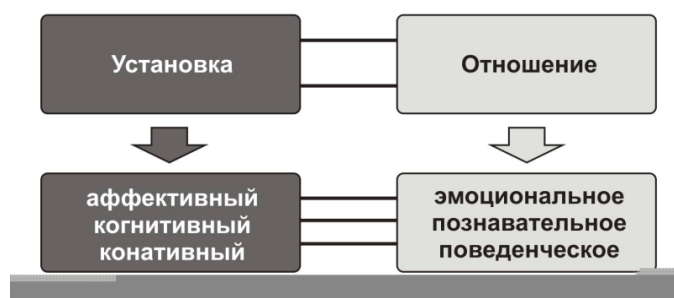 Установка
Отношение
аффективный
когнитивный
конативный
эмоциональное
познавательное
поведенческое